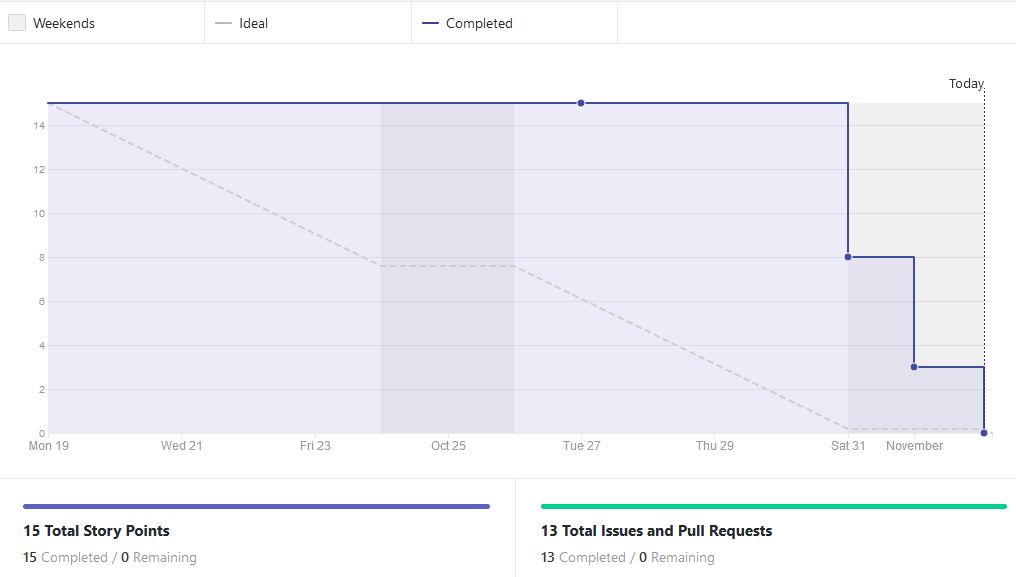 Weekends
Ideal
Completed
Today
14
12
10
8
6
4
2
0
Mon 19 Wed 21 Fri 23 Oct 25 Tue 27 Thu 29 Sat 31 November
15 Total Story Points
15 Completed / 0 Remaining
13 Total Issues and Pull Requests
13 Completed / 0 Remaining